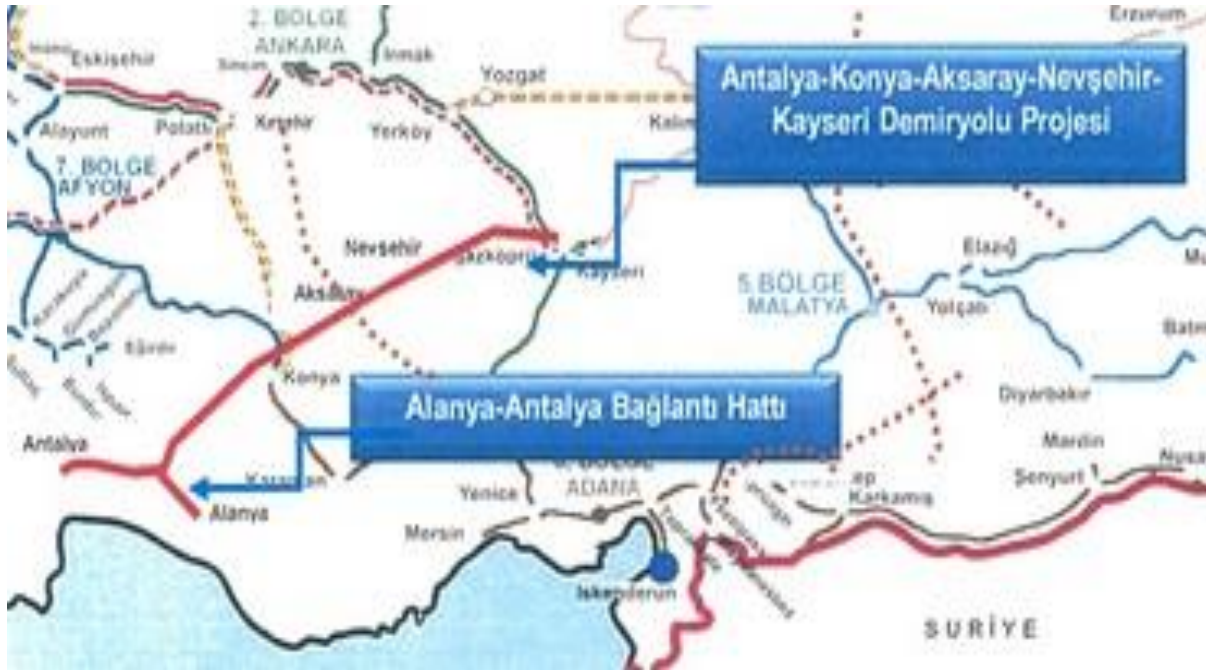 2. BÖLGE
ANKARA
Erzurum
Eskişehir
Sincan
Irmak
Yozgat
Antalya-Konya-Aksaray-Nevşehir-
Kayseri Demiryolu Projesi
Alayunt
Polatlı
Yerköy
7. BÖLGE
AFYON
Nevşehir
Kayseri
Elazığ
Aksaray
5.BÖLGE
MALATYA
Yolçatı
Konya
Diyarbakır
Alanya-Antalya Bağlantı Hattı
Antalya
Mardin
Şenyurt
Karaman
Yenice
ADANA
Karkamış
Alanya
Mersin
İskenderun
SURİYE